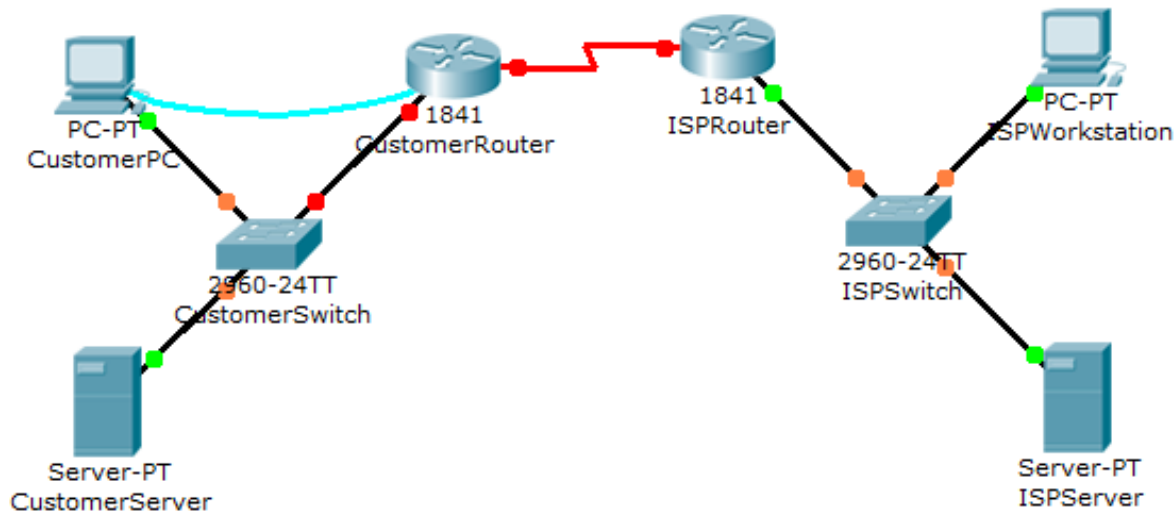 PC-PT
CustomerPC
1841
CustomerRouter
1841
ISPRouter
PC-PT
ISPWorkstation
2960-24TT
CustomerSwitch
2960-24TT
ISPSwitch
Server-PT
CustomerServer
Server-PT
ISPServer